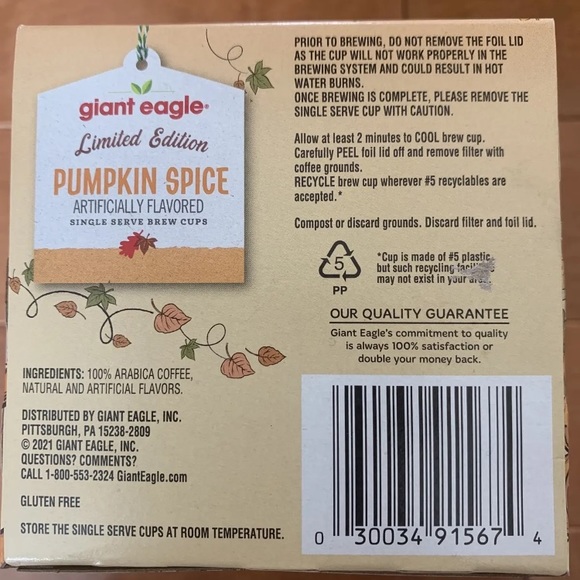 giant eagle®
Limited Edition
PUMPKIN SPICE
ARTIFICIALLY FLAVORED
SINGLE SERVE BREW CUPS
INGREDIENTS: 100% ARABICA COFFEE,
NATURAL AND ARTIFICIAL FLAVORS.
DISTRIBUTED BY GIANT EAGLE, INC.
PITTSBURGH, PA 15238-2809
© 2021 GIANT EAGLE, INC.
QUESTIONS? COMMENTS?
CALL 1-800-553-2324 GiantEagle.com
GLUTEN FREE
STORE THE SINGLE SERVE CUPS AT ROOM TEMPERATURE.
PRIOR TO BREWING, DO NOT REMOVE THE FOIL LID
AS THE CUP WILL NOT WORK PROPERLY IN THE
BREWING SYSTEM AND COULD RESULT IN HOT
WATER BURNS.
ONCE BREWING IS COMPLETE, PLEASE REMOVE THE
SINGLE SERVE CUP WITH CAUTION.
Allow at least 2 minutes to COOL brew cup.
Carefully PEEL foil lid off and remove filter with
coffee grounds.
RECYCLE brew cup wherever #5 recyclables are
accepted.*
Compost or discard grounds. Discard filter and foil lid.
5
PP
*Cup is made of #5 plastic,
but such recycling
may not exist in your
OUR QUALITY GUARANTEE
Giant Eagle's commitment to quality
is always 100% satisfaction or
double your money back.
0 30034 91567 4